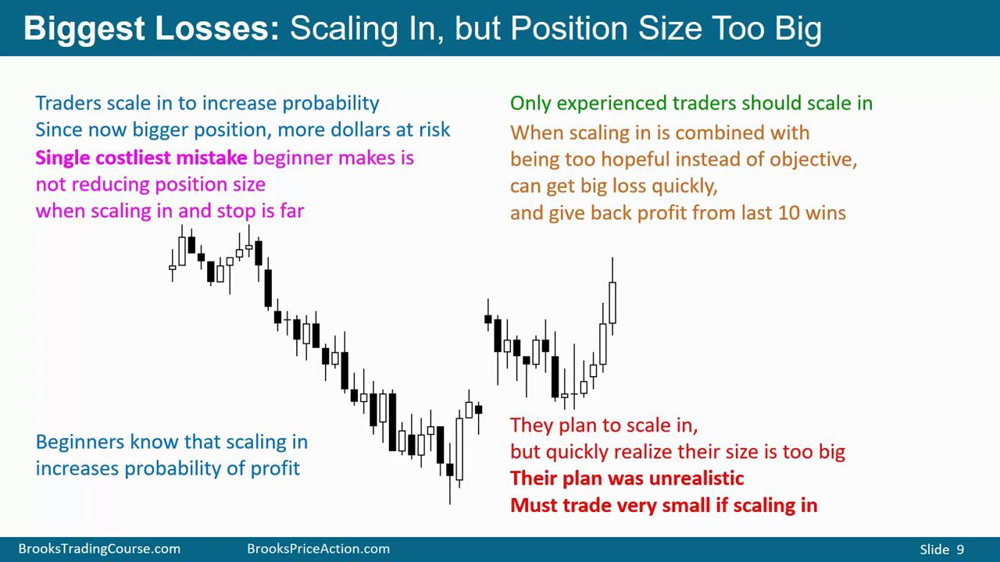 Biggest Losses: Scaling In, but Position Size Too Big
Traders scale in to increase probability
Since now bigger position, more dollars at risk
Single costliest mistake beginner makes is
not reducing position size
when scaling in and stop is far
Only experienced traders should scale in
When scaling in is combined with
being too hopeful instead of objective,
can get big loss quickly,
and give back profit from last 10 wins
Beginners know that scaling in
increases probability of profit
They plan to scale in,
but quickly realize their size is too big
Their plan was unrealistic
Must trade very small if scaling in
BrooksTradingCourse.com
BrooksPriceAction.com
Slide 9